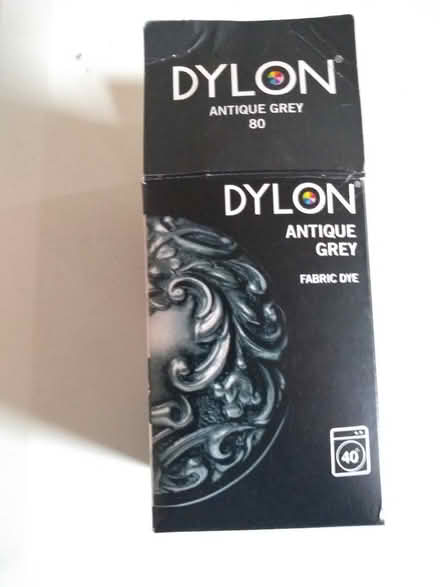 DYLON®
ANTIQUE GREY
80
DYLON®
ANTIQUE
GREY
FABRIC DYE
40°